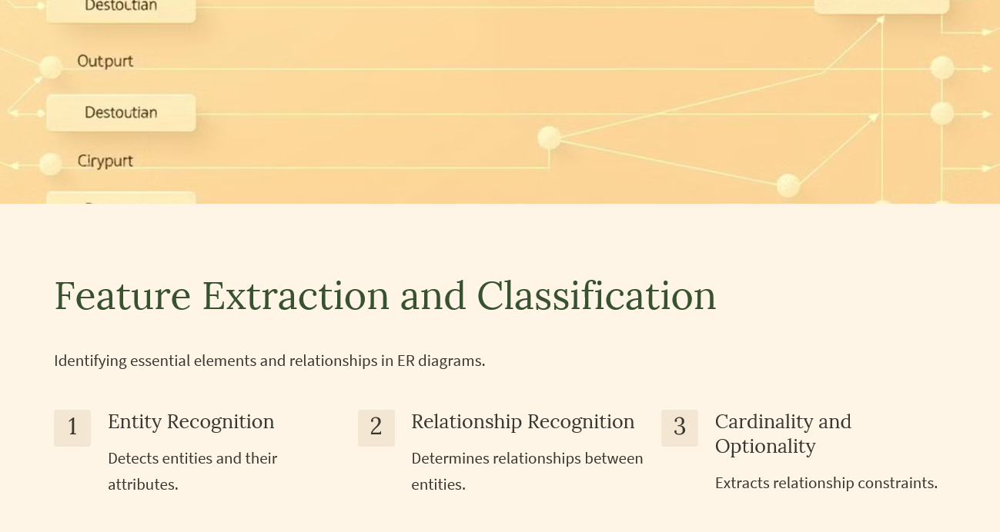 Destoutian
Outpurt
Destoutian
Cirypurt
Feature Extraction and Classification
Identifying essential elements and relationships in ER diagrams.
1
Entity Recognition
Detects entities and their
attributes.
2
Relationship Recognition
Determines relationships between
entities.
3
Cardinality and
Optionality
Extracts relationship constraints.